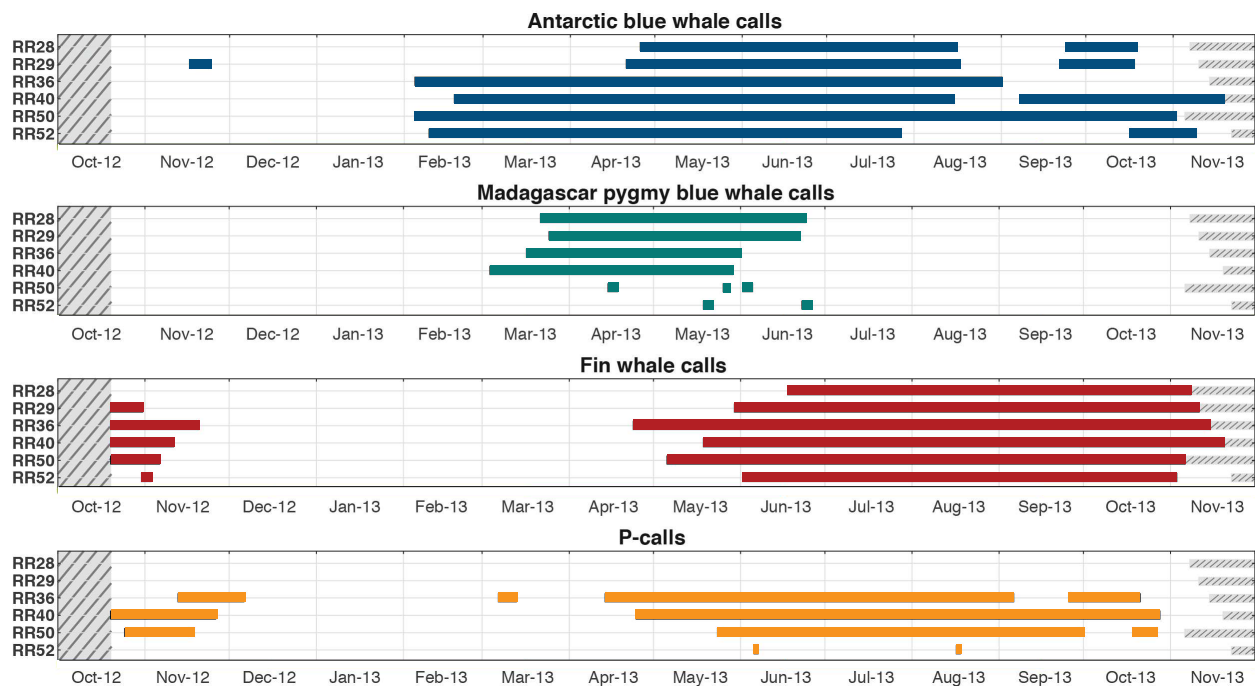 Antarctic blue whale calls
RR28
RR29
RR36
RR40
RR50
RR52
Oct-12 Nov-12 Dec-12 Jan-13 Feb-13 Mar-13 Apr-13 May-13 Jun-13 Jul-13 Aug-13 Sep-13 Oct-13 Nov-13
Madagascar pygmy blue whale calls
RR28
RR29
RR36
RR40
RR50
RR52
Oct-12 Nov-12 Dec-12 Jan-13 Feb-13 Mar-13 Apr-13 May-13 Jun-13 Jul-13 Aug-13 Sep-13 Oct-13 Nov-13
Fin whale calls
RR28
RR29
RR36
RR40
RR50
RR52
Oct-12 Nov-12 Dec-12 Jan-13 Feb-13 Mar-13 Apr-13 May-13 Jun-13 Jul-13 Aug-13 Sep-13 Oct-13 Nov-13
P-calls
RR28
RR29
RR36
RR40
RR50
RR52
Oct-12 Nov-12 Dec-12 Jan-13 Feb-13 Mar-13 Apr-13 May-13 Jun-13 Jul-13 Aug-13 Sep-13 Oct-13 Nov-13